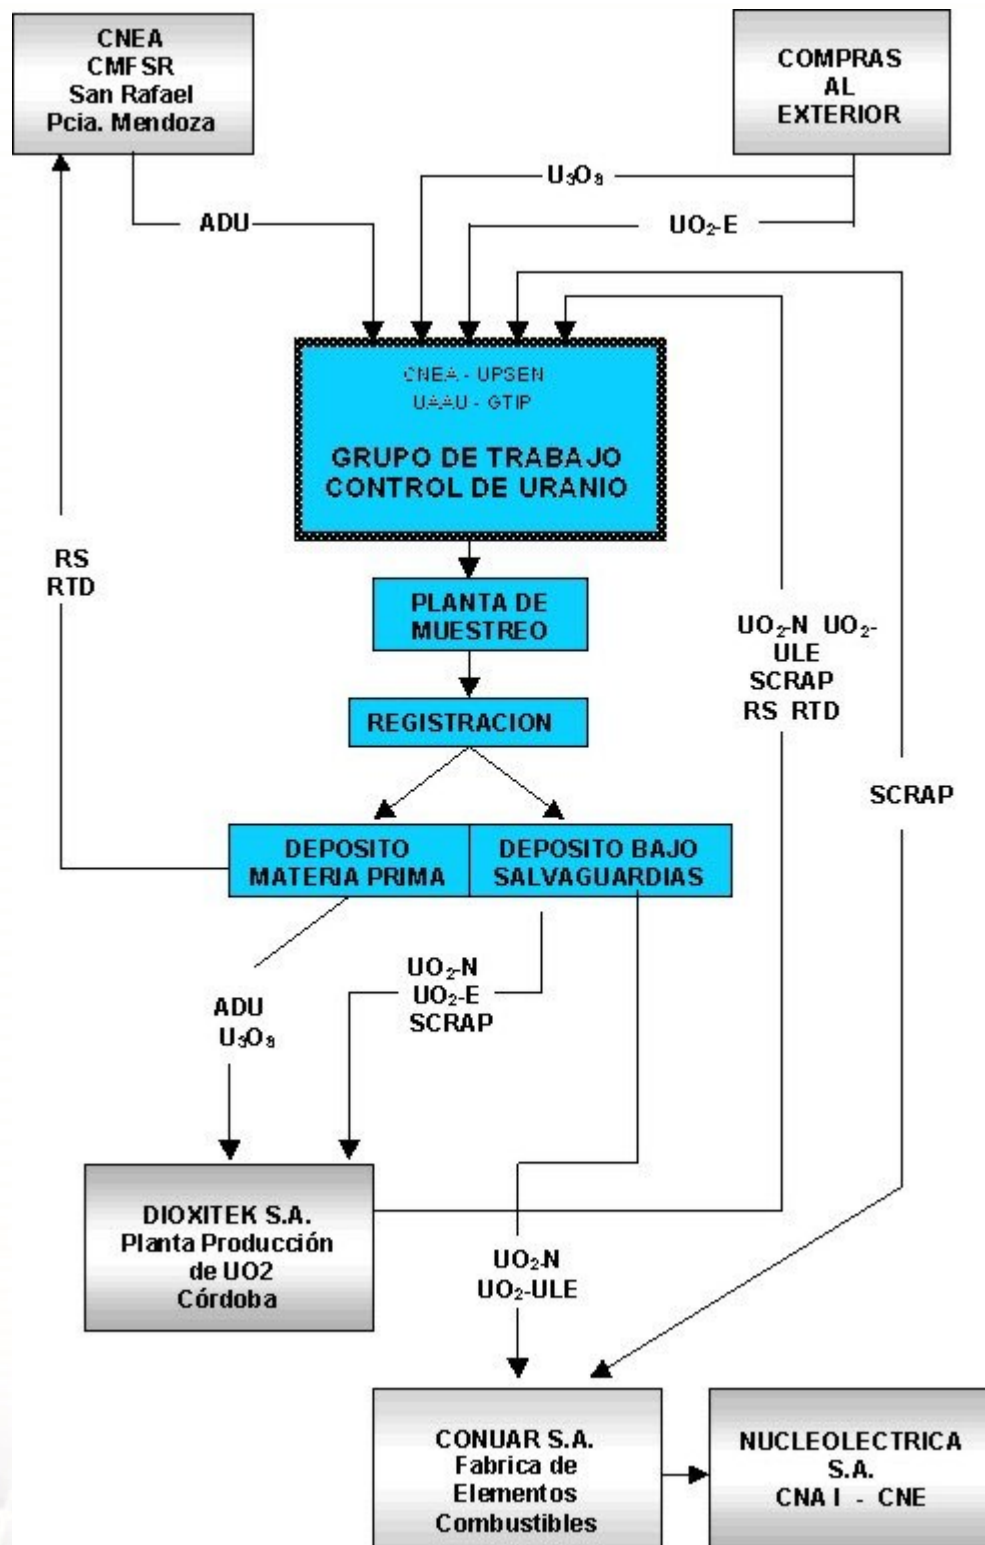 CNEA
CMFSR
San Rafael
Pcia. Mendoza
COMPRAS
AL
EXTERIOR
U₃O₈
ADU
UO₂-E
CNEA - UPSEN
UAAU - GTIP
GRUPO DE TRABAJO
CONTROL DE URANIO
RS
RTD
PLANTA DE
MUESTREO
UO₂-N UO₂-
ULE
SCRAP
RS RTD
REGISTRACION
SCRAP
DEPOSITO
MATERIA PRIMA
DEPOSITO BAJO
SALVAGUARDIAS
UO₂-N
UO₂-E
SCRAP
ADU
U₃O₈
DIOXITEK S.A.
Planta Producción
de UO2
Córdoba
UO₂-N
UO₂-ULE
CONUAR S.A.
Fabrica de
Elementos
Combustibles
NUCLEOLECTRICA
S.A.
CNA I - CNE